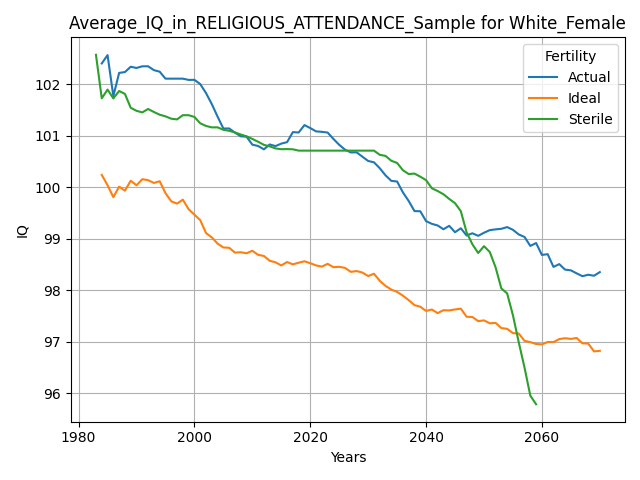 Average_IQ_in_RELIGIOUS_ATTENDANCE_Sample for White_Female
Fertility
Actual
Ideal
Sterile
IQ
102
101
100
99
98
97
96
1980
2000
2020
2040
2060
Years